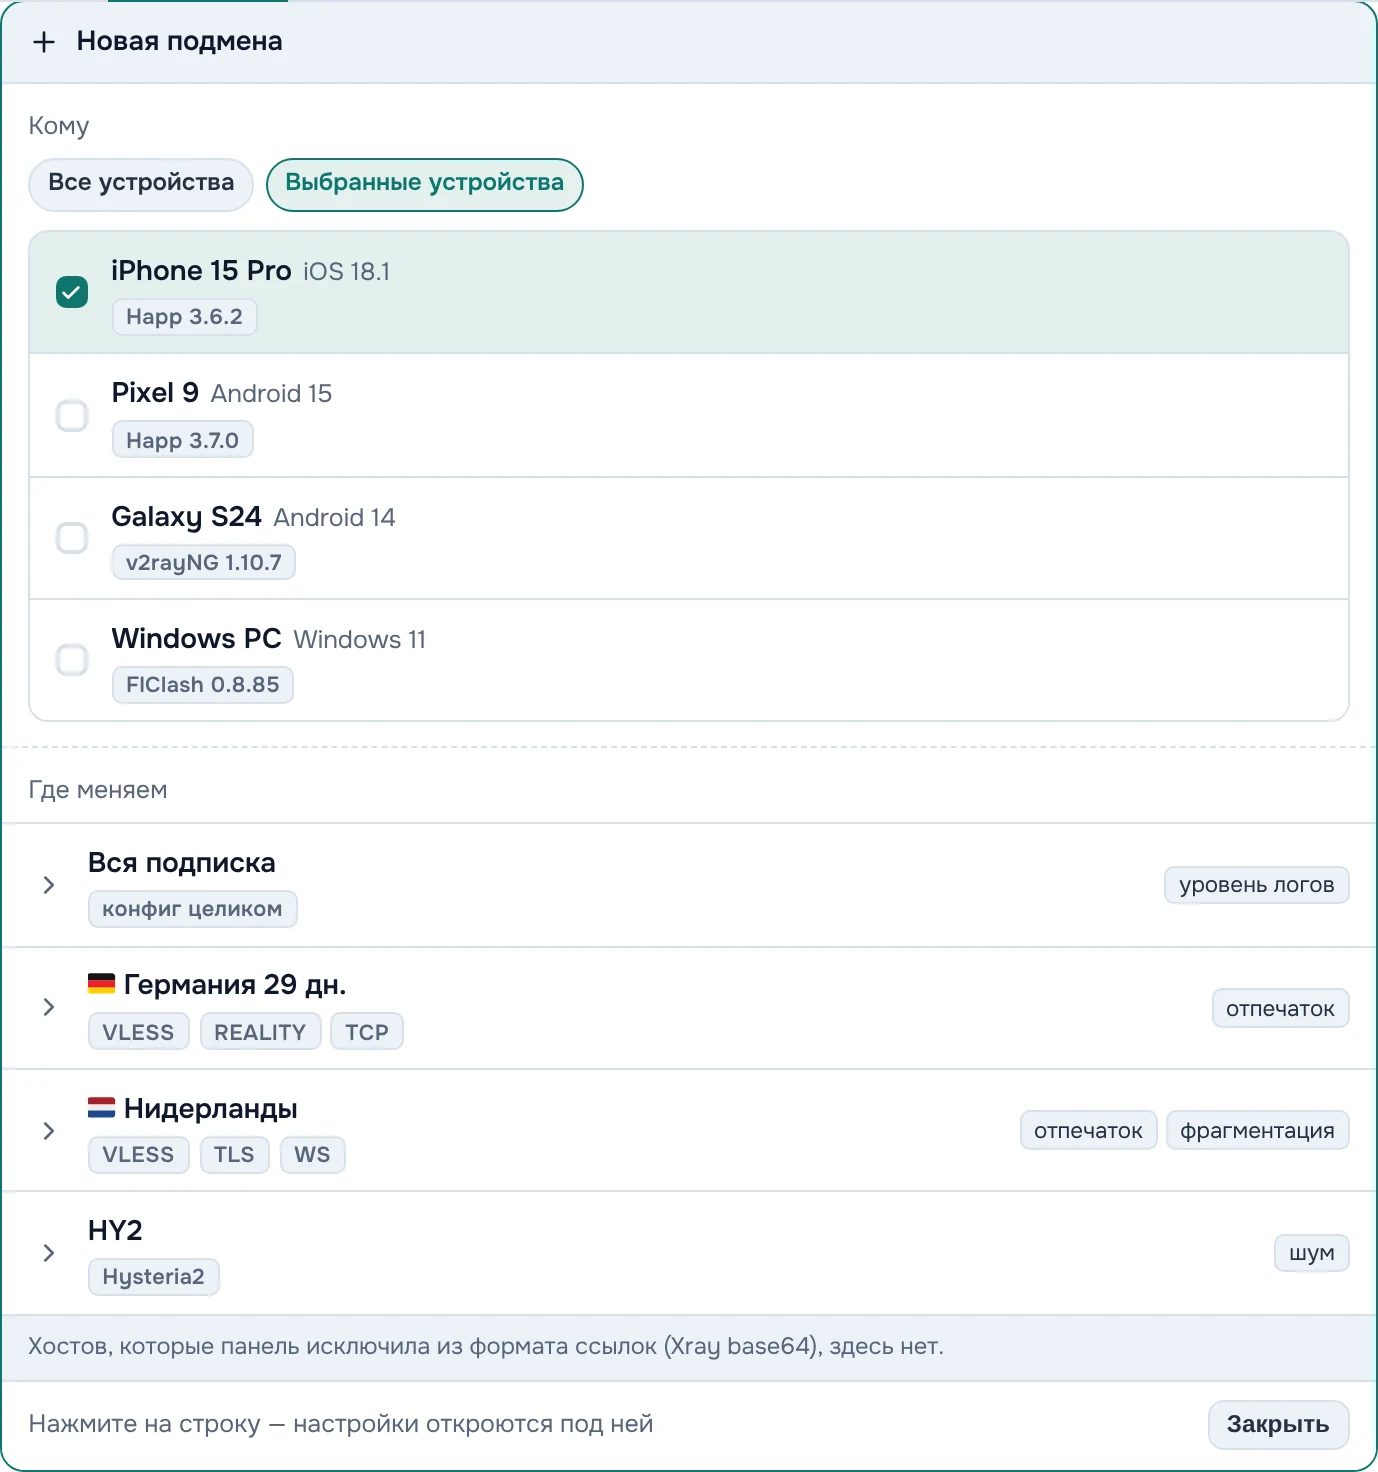 Новая подмена
Кому
Все устройства Выбранные устройства
iPhone 15 Pro iOS 18.1
Happ 3.6.2
Pixel 9 Android 15
Happ 3.7.0
Galaxy S24 Android 14
v2rayNG 1.10.7
Windows PC Windows 11
FlClash 0.8.85
Где меняем
Вся подписка
конфиг целиком
уровень логов
Германия 29 дн.
VLESS REALITY TCP
отпечаток
Нидерланды
VLESS TLS WS
отпечаток фрагментация
HY2
Hysteria2
шум
Хостов, которые панель исключила из формата ссылок (Xray base64), здесь нет.
Нажмите на строку — настройки откроются под ней
Закрыть